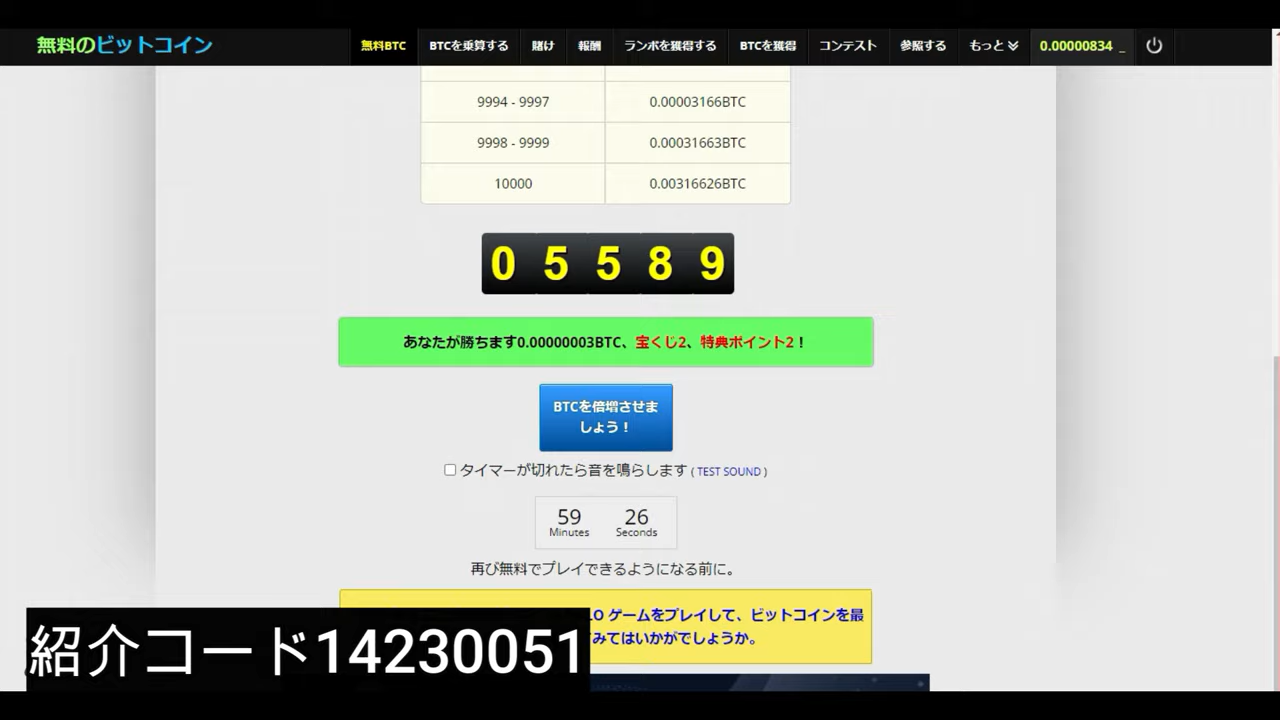 無料のビットコイン 無料BTC BTCを乗算する 賭け 報酬 ランボを獲得する BTCを獲得 コンテスト 参照する もっと 0.00000834 _
9994 - 9997 0.00003166BTC
9998 - 9999 0.00031663BTC
10000 0.00316626BTC
0 5 5 8 9
あなたが勝ちます0.00000003BTC、宝くじ2、特典ポイント2！
BTCを倍増させま
しょう！
タイマーが切れたら音を鳴らします ( TEST SOUND )
59 26
Minutes Seconds
再び無料でプレイできるようになる前に。
LO ゲームをプレイして、ビットコインを最
みてはいかがでしょうか。
紹介コード14230051